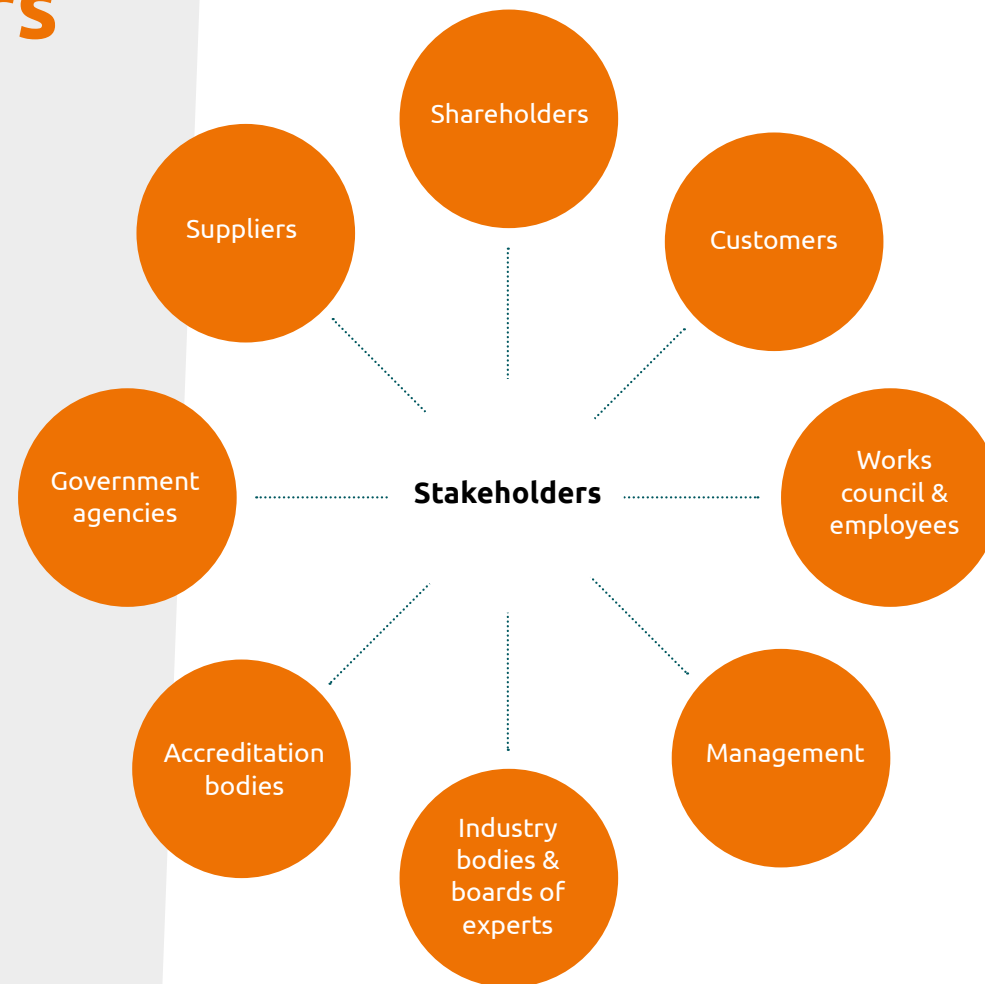 rs
Shareholders
Suppliers
Customers
Government
agencies
Stakeholders
Works
council &
employees
Accreditation
bodies
Management
Industry
bodies &
boards of
experts